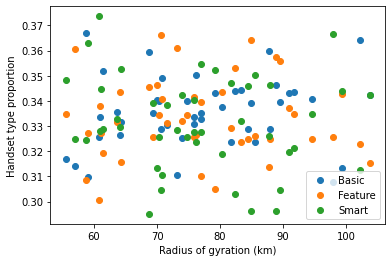 0.37
0.36
0.35
0.34
0.33
0.32
0.31
0.30
Handset type proportion
60
70
80
90
100
Radius of gyration (km)
Basic
Feature
Smart